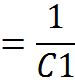 = 1/C1